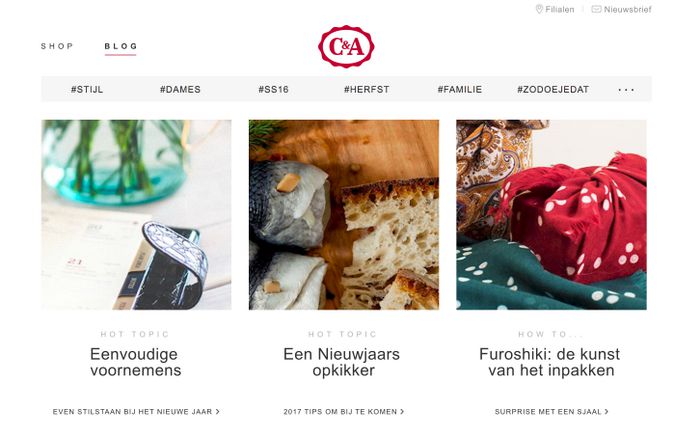 Filialen
Nieuwsbrief
SHOP
BLOG
C&A
#STIJL
#DAMES
#SS16
#HERFST
#FAMILIE
#ZODOEJEDAT
...
21
HOT TOPIC
Eenvoudige
voornemens
EVEN STILSTAAN BIJ HET NIEUWE JAAR >
HOT TOPIC
Een Nieuwjaars
opkikker
2017 TIPS OM BIJ TE KOMEN >
HOW TO...
Furoshiki: de kunst
van het inpakken
SURPRISE MET EEN SJAAL >